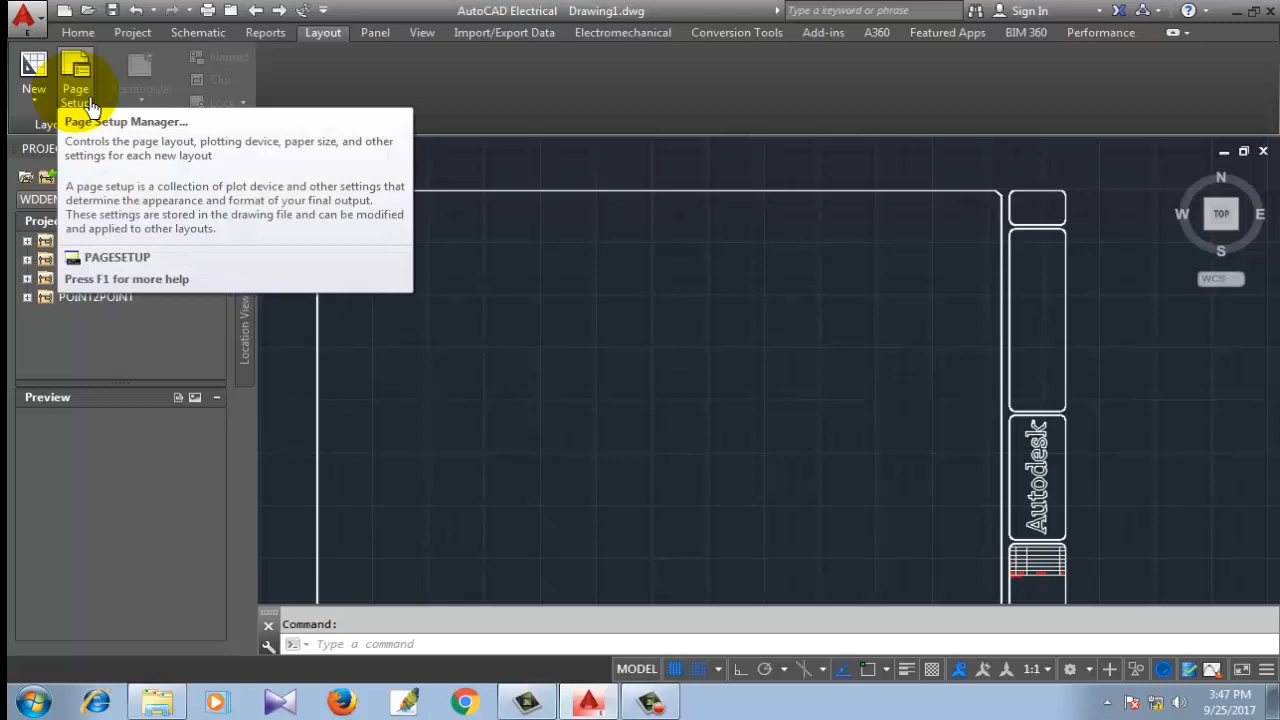 AutoCAD Electrical Drawing1.dwg
Type a keyword or phrase
Sign In
Home Project Schematic Reports Layout Panel View Import/Export Data Electromechanical Conversion Tools Add-ins A360 Featured Apps BIM 360 Performance
New
Page
Setup
Rectangular
Named
Clip
Lock
Page Setup Manager...
Controls the page layout, plotting device, paper size, and other
settings for each new layout
A page setup is a collection of plot device and other settings that
determine the appearance and format of your final output.
These settings are stored in the drawing file and can be modified
and applied to other layouts.
PAGESETUP
Press F1 for more help
POINT2POINT
Location View
Preview
N
W TOP E
S
WCS
Autodesk
Command:
Type a command
MODEL
1:1
3:47 PM
9/25/2017